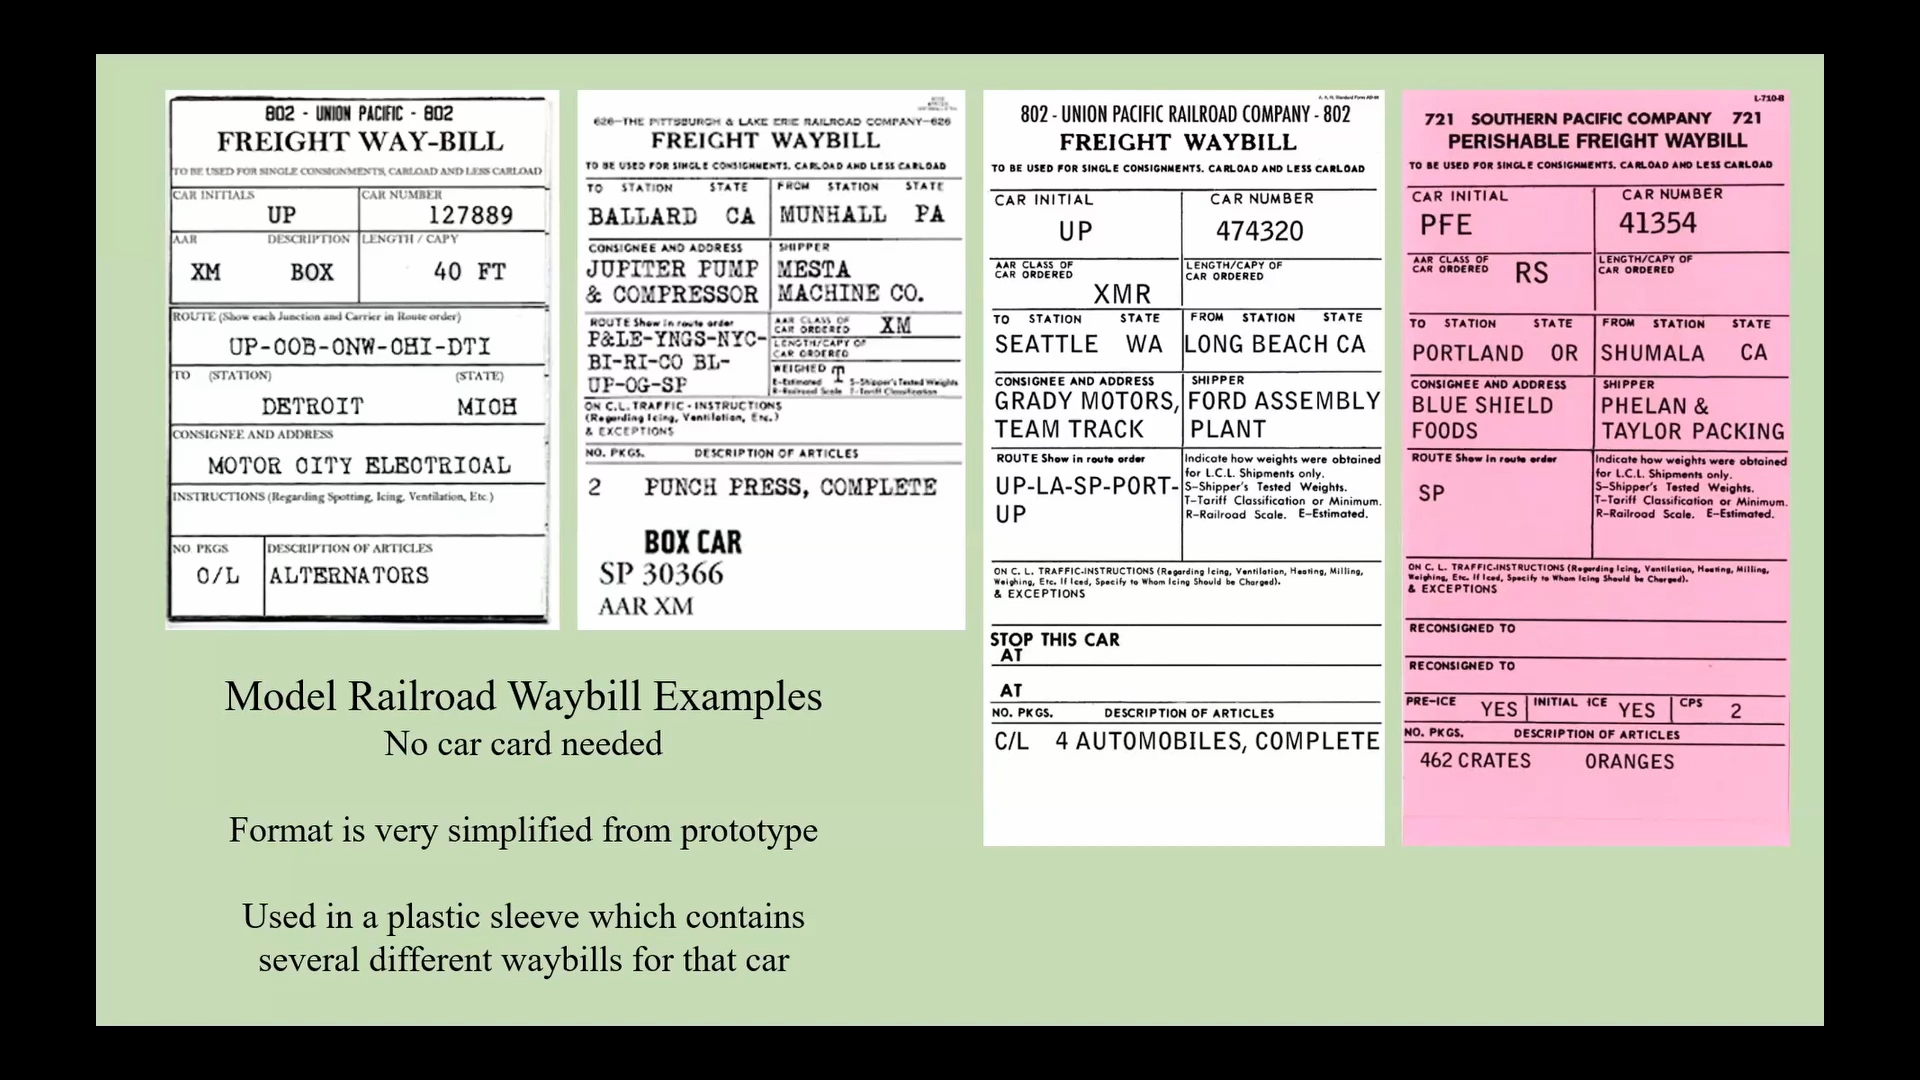 802 - UNION PACIFIC - 802
FREIGHT WAY-BILL
TO BE USED FOR SINGLE CONSIGNMENTS, CARLOAD AND LESS CARLOAD
CAR INITIALS CAR NUMBER
UP 127889
AAR DESCRIPTION LENGTH / CAPY
XM BOX 40 FT
ROUTE (Show each Junction and Carrier in Route order)
UP-COB-CNW-CHI-DTI
TO (STATION) (STATE)
DETROIT MICH
CONSIGNEE AND ADDRESS
MOTOR CITY ELECTRICAL
INSTRUCTIONS (Regarding Spotting, Icing, Ventilation, Etc.)
NO. PKGS DESCRIPTION OF ARTICLES
C/L ALTERNATORS
626-THE PITTSBURGH & LAKE ERIE RAILROAD COMPANY-626
FREIGHT WAYBILL
TO BE USED FOR SINGLE CONSIGNMENTS, CARLOAD AND LESS CARLOAD
TO STATION STATE FROM STATION STATE
BALLARD CA MUNHALL PA
CONSIGNEE AND ADDRESS SHIPPER
JUPITER PUMP MESTA
& COMPRESSOR MACHINE CO.
ROUTE Show in route order AAR CLASS OF
CAR ORDERED XM
P&LE-YNGS-NYC-
LENGTH/CAPY OF
CAR ORDERED
BI-RI-CO BL-
WEIGHED T
UP-OG-SP
E-Estimated S-Shipper's Tested Weights
R-Railroad Scale T-Tariff Classification
ON C.L. TRAFFIC - INSTRUCTIONS
(Regarding Icing, Ventilation, Etc.)
& EXCEPTIONS
NO. PKGS. DESCRIPTION OF ARTICLES
2 PUNCH PRESS, COMPLETE
BOX CAR
SP 30366
AAR XM
802 - UNION PACIFIC RAILROAD COMPANY - 802
FREIGHT WAYBILL
TO BE USED FOR SINGLE CONSIGNMENTS, CARLOAD AND LESS CARLOAD
CAR INITIAL CAR NUMBER
UP 474320
AAR CLASS OF LENGTH/CAPY OF
CAR ORDERED CAR ORDERED
XMR
TO STATION STATE FROM STATION STATE
SEATTLE WA LONG BEACH CA
CONSIGNEE AND ADDRESS SHIPPER
GRADY MOTORS, FORD ASSEMBLY
TEAM TRACK PLANT
ROUTE Show in route order Indicate how weights were obtained
for L.C.L. Shipments only.
UP-LA-SP-PORT- S-Shipper's Tested Weights.
T-Tariff Classification or Minimum.
UP R-Railroad Scale. E-Estimated.
ON C. L. TRAFFIC-INSTRUCTIONS (Regarding Icing, Ventilation, Heating, Milling,
Weighing, Etc. If Iced, Specify to Whom Icing Should be Charged).
& EXCEPTIONS
STOP THIS CAR
AT
AT
NO. PKGS. DESCRIPTION OF ARTICLES
C/L 4 AUTOMOBILES, COMPLETE
L-710-B
721 SOUTHERN PACIFIC COMPANY 721
PERISHABLE FREIGHT WAYBILL
TO BE USED FOR SINGLE CONSIGNMENTS, CARLOAD AND LESS CARLOAD
CAR INITIAL CAR NUMBER
PFE 41354
AAR CLASS OF LENGTH/CAPY OF
CAR ORDERED RS CAR ORDERED
TO STATION STATE FROM STATION STATE
PORTLAND OR SHUMALA CA
CONSIGNEE AND ADDRESS SHIPPER
BLUE SHIELD PHELAN &
FOODS TAYLOR PACKING
ROUTE Show in route order Indicate how weights were obtained
for L.C.L. Shipments only.
SP S-Shipper's Tested Weights.
T-Tariff Classification or Minimum.
R-Railroad Scale. E-Estimated.
ON C. L. TRAFFIC-INSTRUCTIONS (Regarding Icing, Ventilation, Heating, Milling,
Weighing, Etc. If Iced, Specify to Whom Icing Should be Charged).
& EXCEPTIONS
RECONSIGNED TO
RECONSIGNED TO
PRE-ICE YES INITIAL ICE YES CPS 2
NO. PKGS. DESCRIPTION OF ARTICLES
462 CRATES ORANGES
Model Railroad Waybill Examples
No car card needed
Format is very simplified from prototype
Used in a plastic sleeve which contains
several different waybills for that car